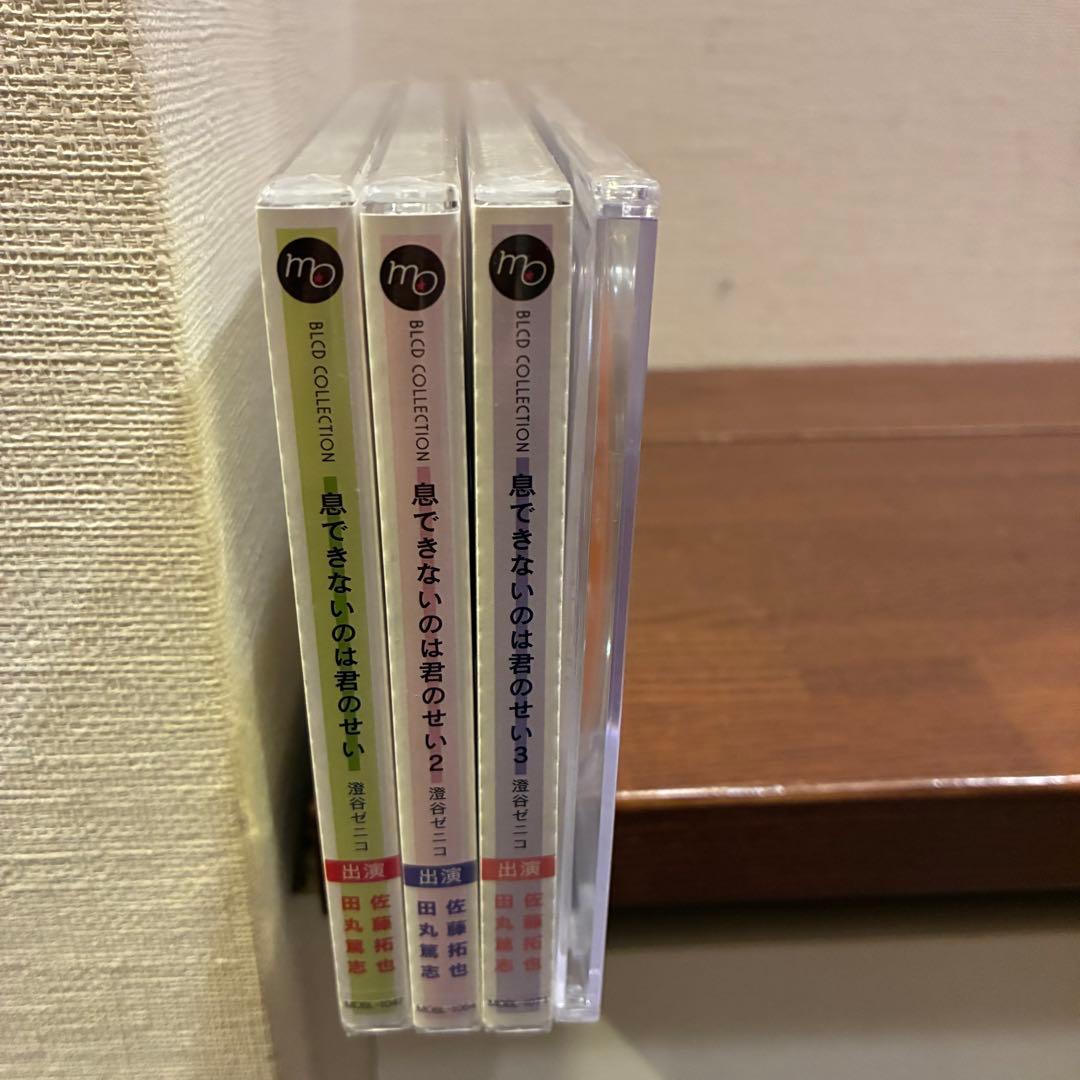 mo
BLCD COLLECTION
息できないのは君のせい
澄谷ゼニコ
出演
佐藤拓也
田丸篤志
mo
BLCD COLLECTION
息できないのは君のせい2
澄谷ゼニコ
出演
佐藤拓也
田丸篤志
mo
BLCD COLLECTION
息できないのは君のせい3
澄谷ゼニコ
出演
佐藤拓也
田丸篤志